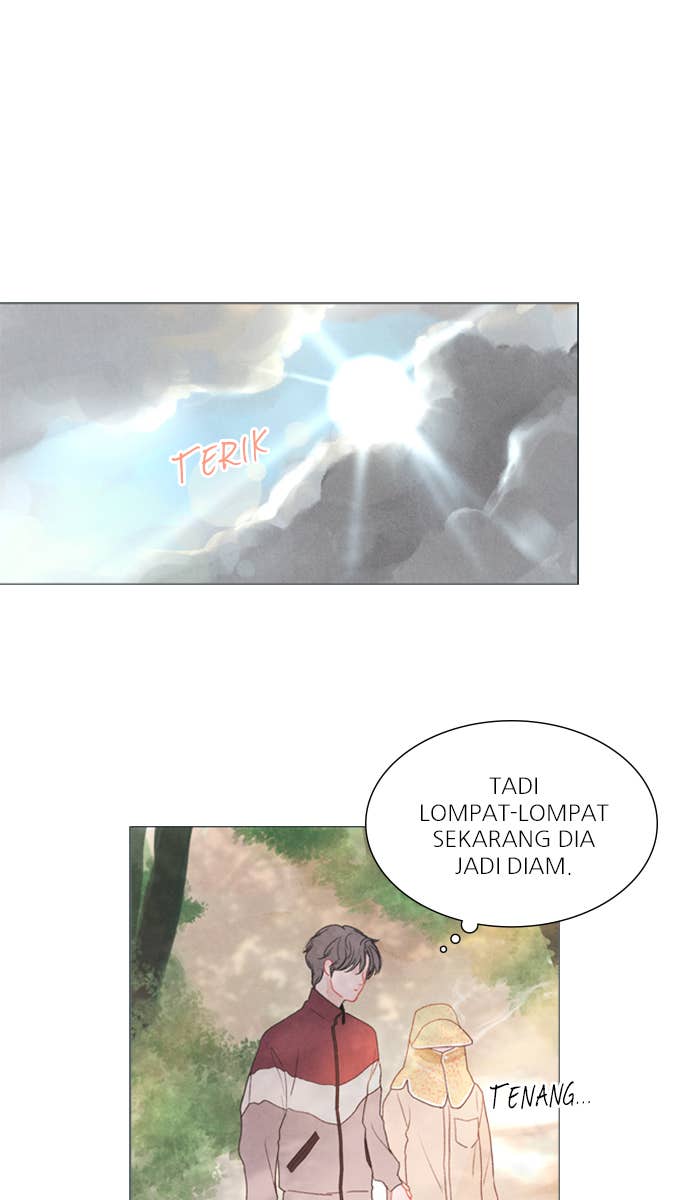 TERIK
TADI
LOMPAT-LOMPAT
SEKARANG DIA
JADI DIAM.
TENANG...